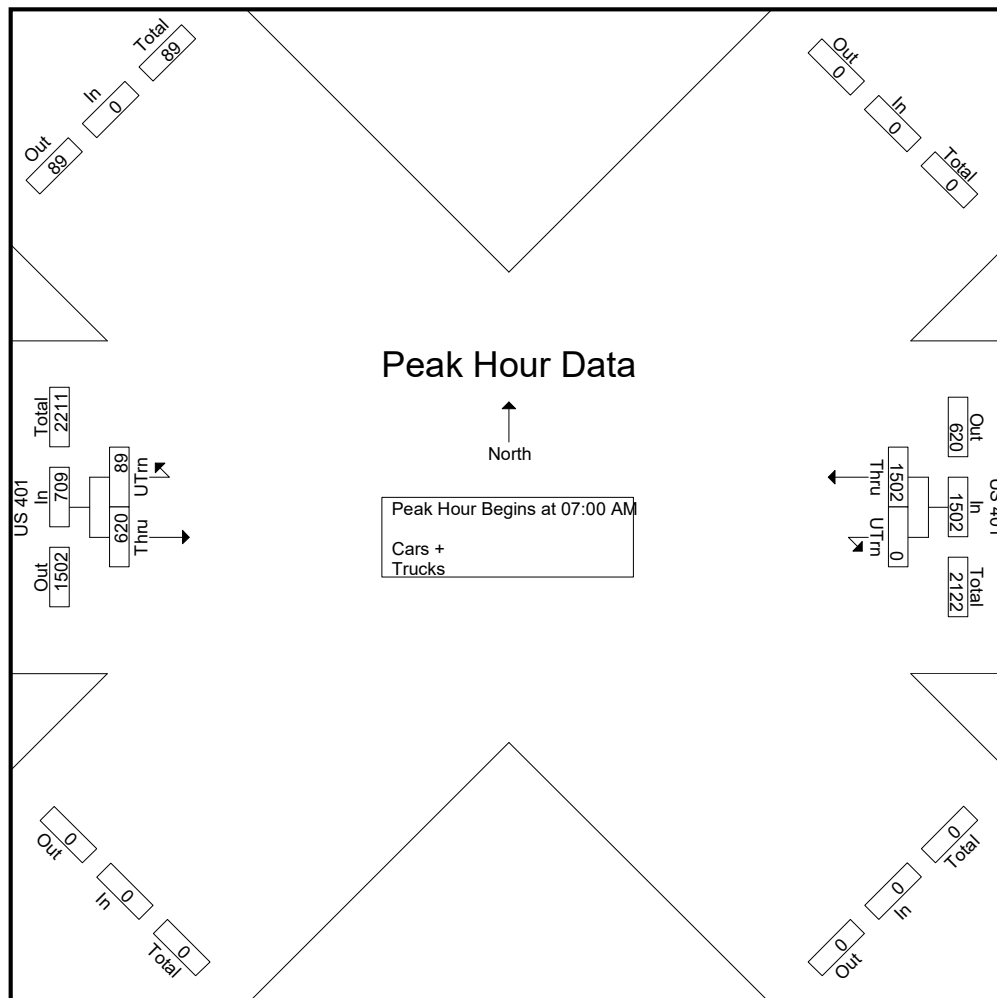 Total
89
In
0
Out
89
Out
0
In
0
Total
0
Peak Hour Data
North
Peak Hour Begins at 07:00 AM
Cars +
Trucks
US 401
Total
2211
In
709
Out
1502
89
UTrn
620
Thru
1502
Thru
0
UTrn
Out
620
In
1502
Total
2122
US 401
0
Out
0
In
0
Total
0
Total
0
In
0
Out